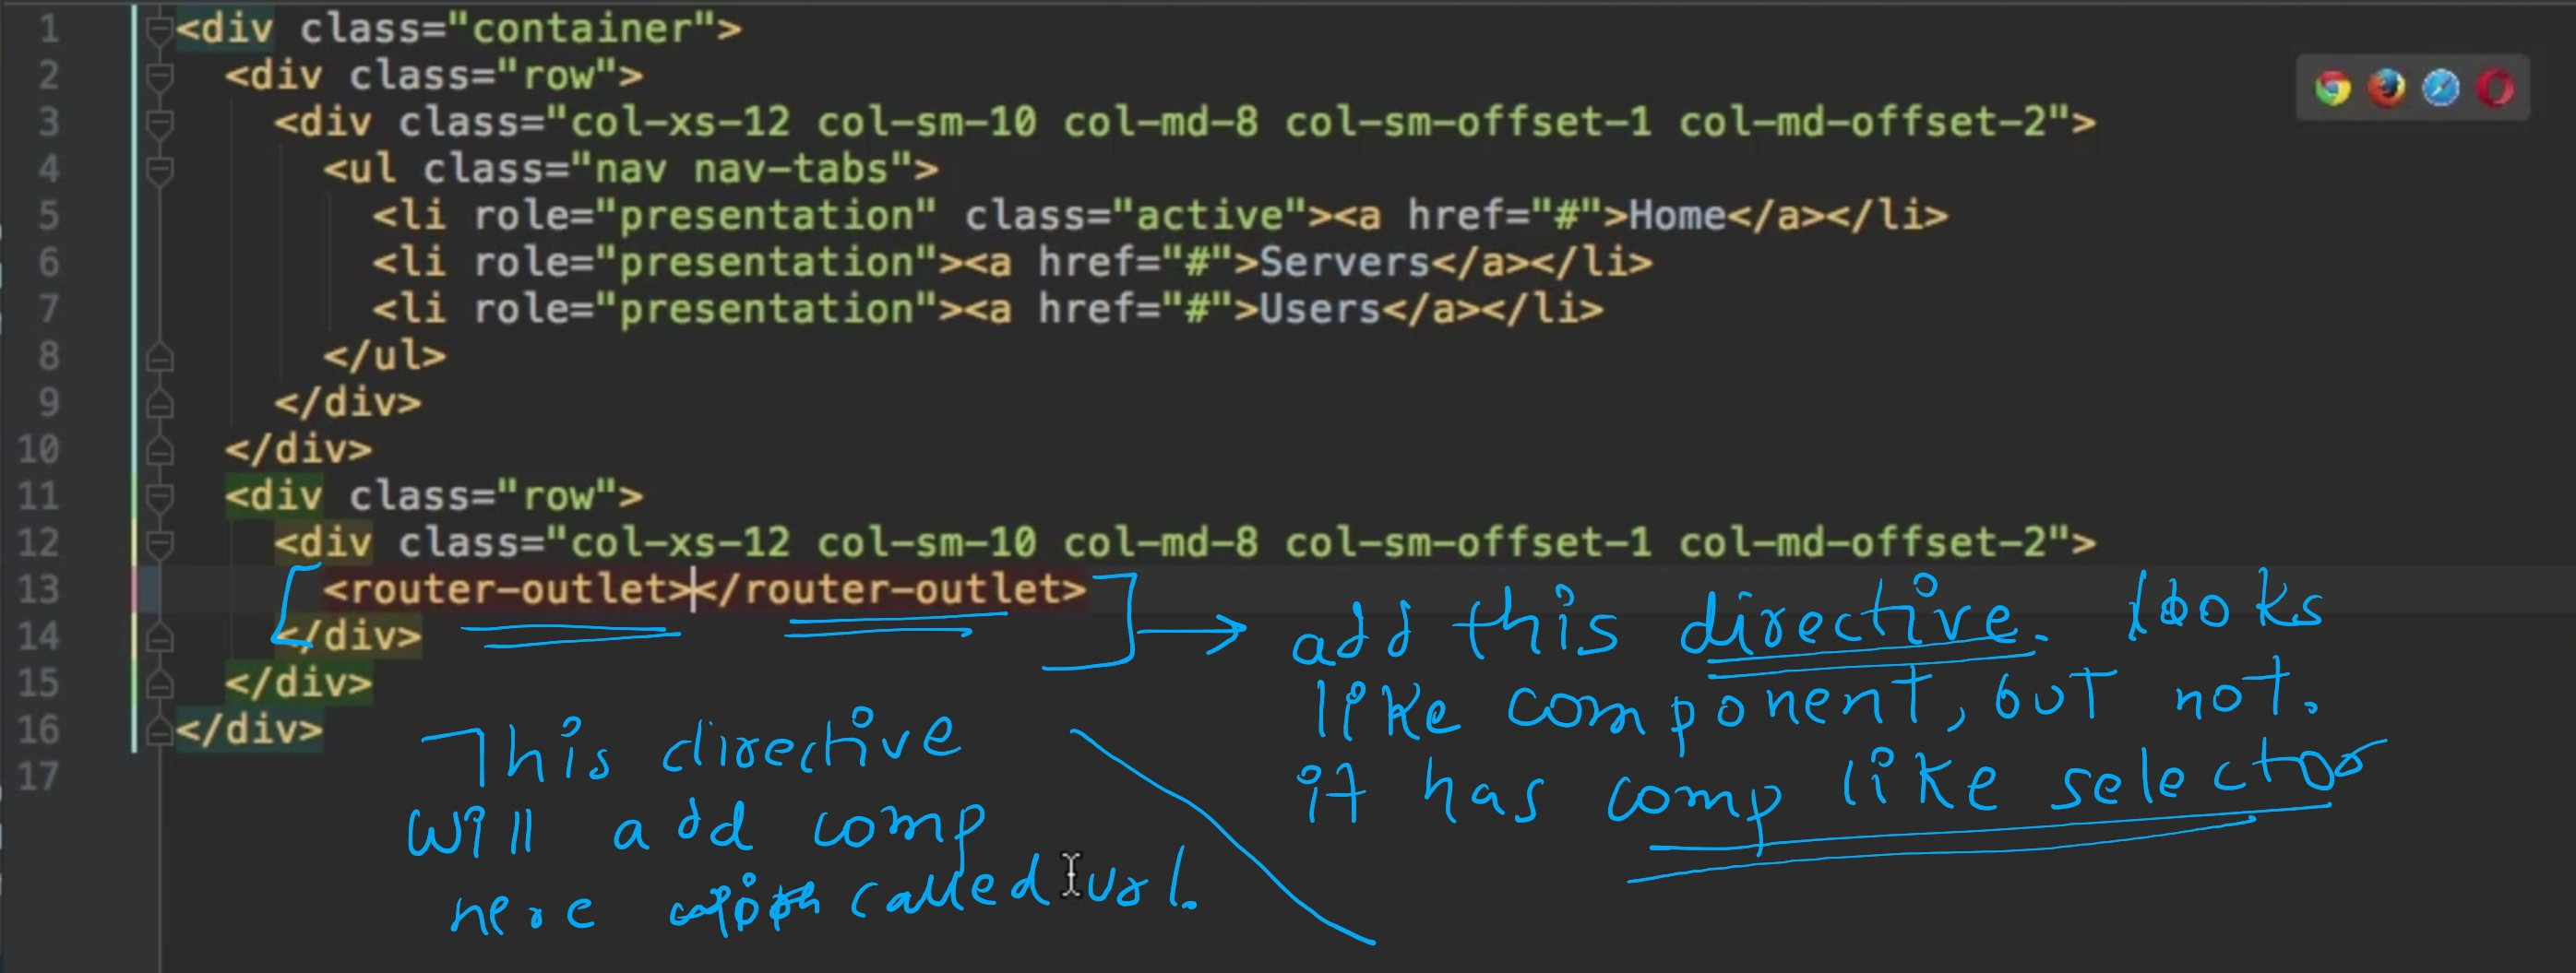 1 <div class="container">
2 <div class="row">
3 <div class="col-xs-12 col-sm-10 col-md-8 col-sm-offset-1 col-md-offset-2">
4 <ul class="nav nav-tabs">
5 <li role="presentation" class="active"><a href="#">Home</a></li>
6 <li role="presentation"><a href="#">Servers</a></li>
7 <li role="presentation"><a href="#">Users</a></li>
8 </ul>
9 </div>
10 </div>
11 <div class="row">
12 <div class="col-xs-12 col-sm-10 col-md-8 col-sm-offset-1 col-md-offset-2">
13 <router-outlet></router-outlet>
14 </div>
15 </div>
16 </div>
17
add this directive. looks
like component, but not.
it has comp like selector
This directive
will add comp
here called url.